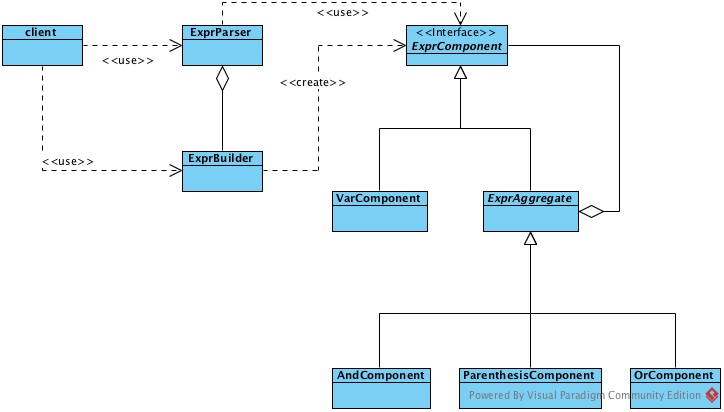 <<use>>
client
ExprParser
<<Interface>>
ExprComponent
<<use>>
<<create>>
ExprBuilder
<<use>>
VarComponent
ExprAggregate
AndComponent
ParenthesisComponent
OrComponent
Powered By Visual Paradigm Community Edition